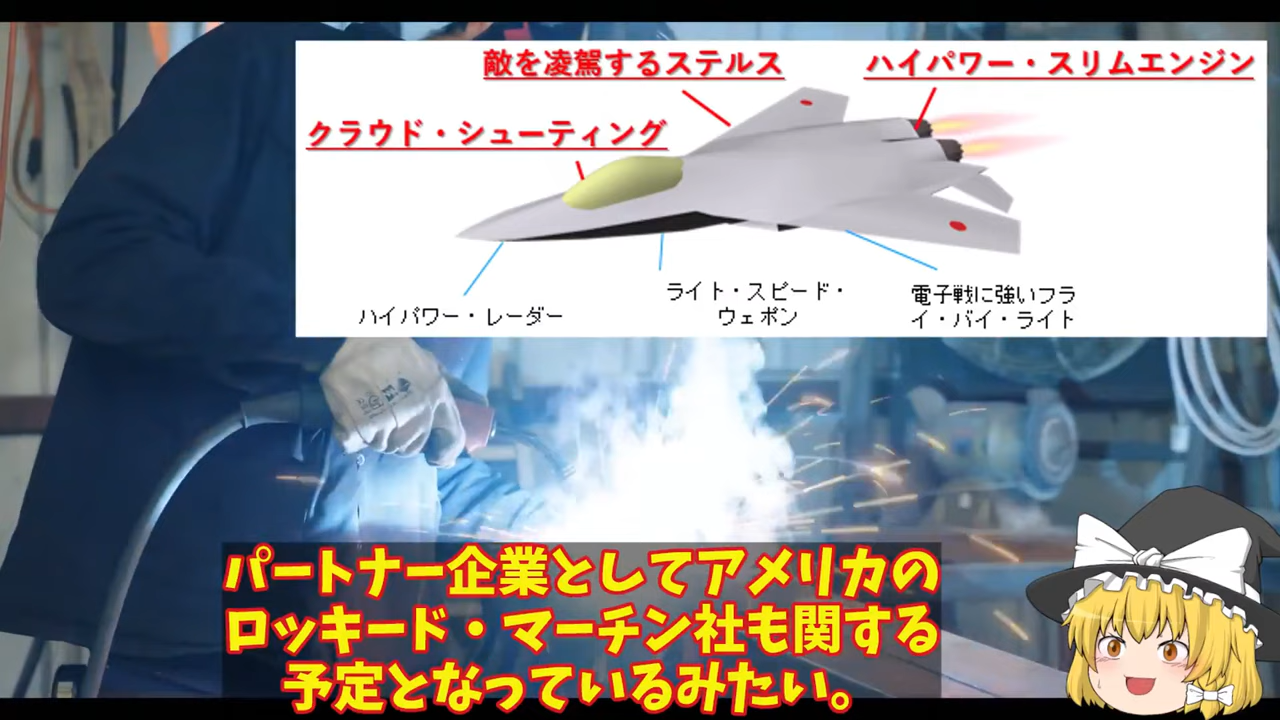 敵を凌駕するステルス
ハイパワー・スリムエンジン
クラウド・シューティング
ハイパワー・レーダー
ライト・スピード・
ウェポン
電子戦に強いフラ
イ・バイ・ライト
パートナー企業としてアメリカの
ロッキード・マーチン社も関する
予定となっているみたい。